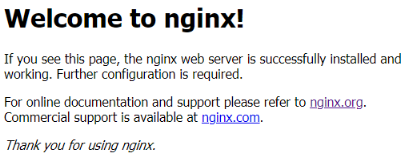 Welcome to nginx!
If you see this page, the nginx web server is successfully installed and
working. Further configuration is required.
For online documentation and support please refer to nginx.org.
Commercial support is available at nginx.com.
Thank you for using nginx.